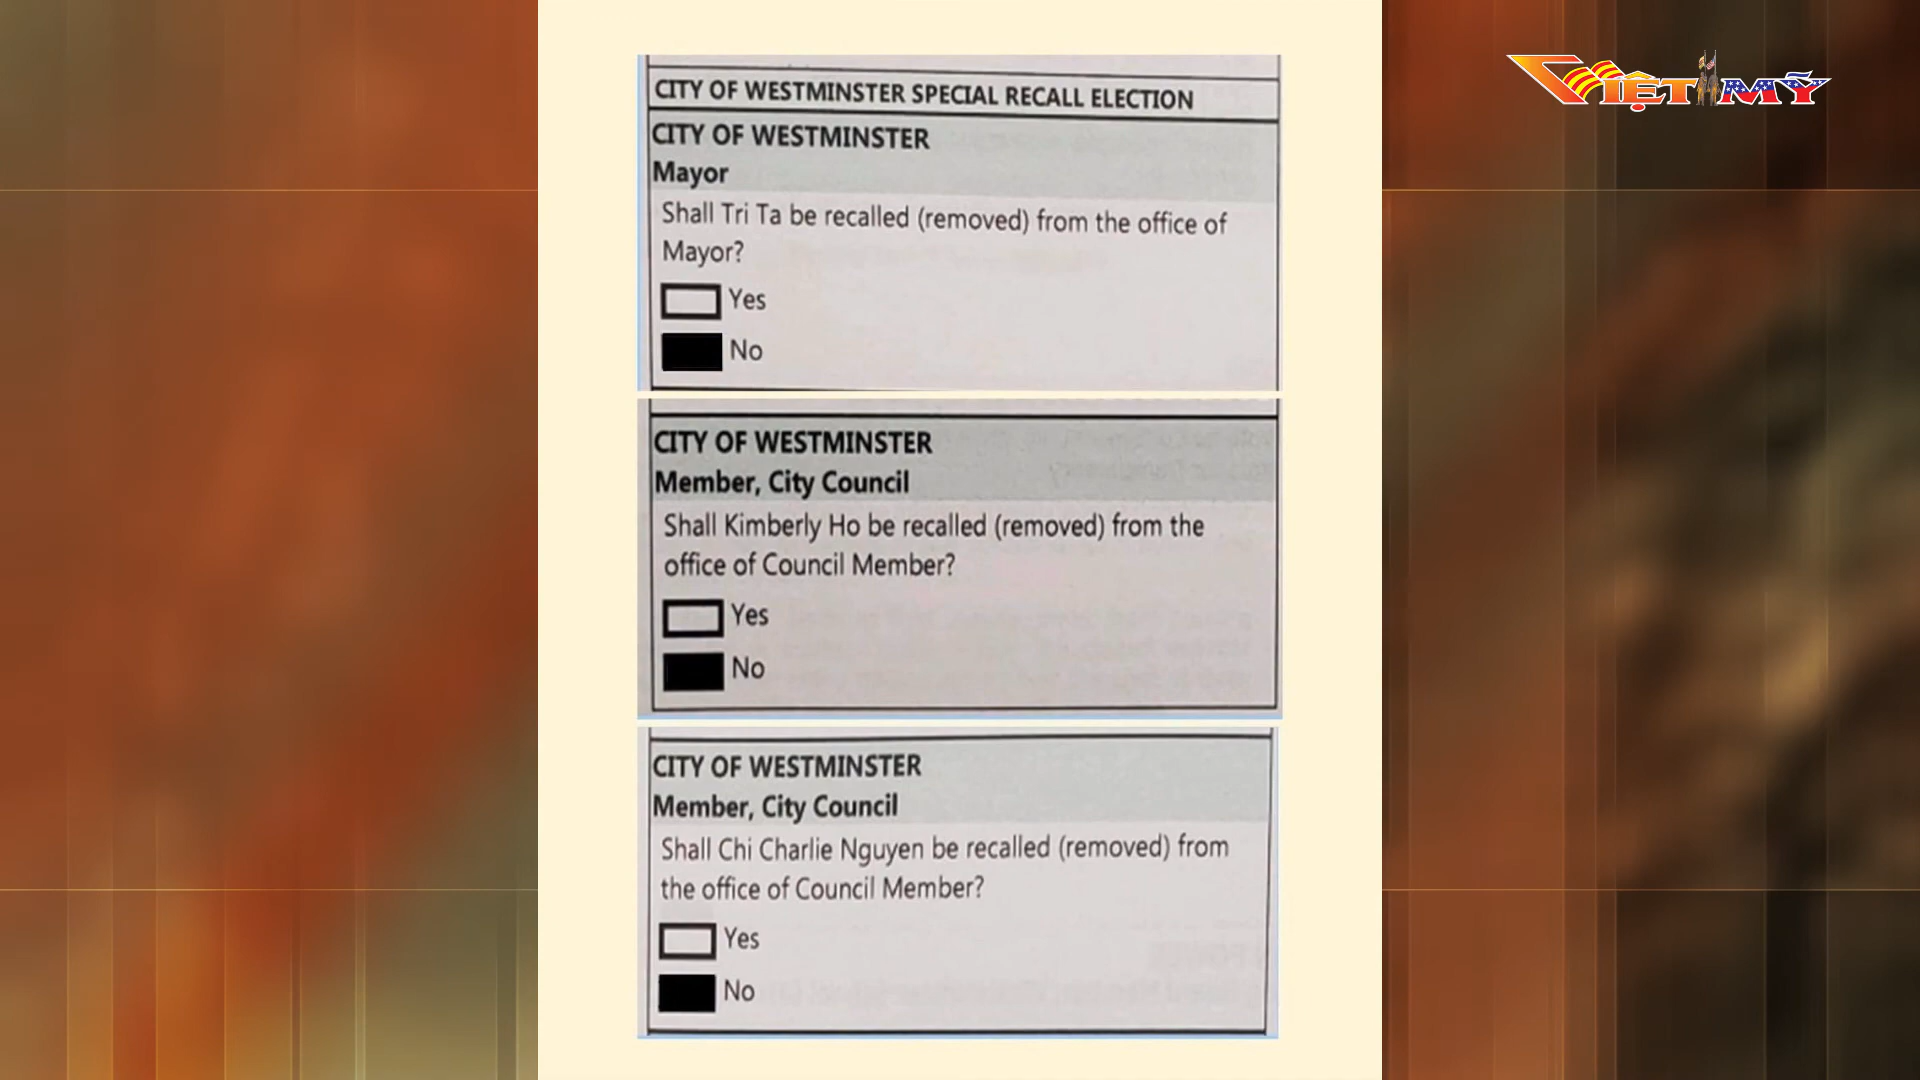 VIỆT MỸ
CITY OF WESTMINSTER SPECIAL RECALL ELECTION
CITY OF WESTMINSTER
Mayor
Shall Tri Ta be recalled (removed) from the office of
Mayor?
Yes
No
CITY OF WESTMINSTER
Member, City Council
Shall Kimberly Ho be recalled (removed) from the
office of Council Member?
Yes
No
CITY OF WESTMINSTER
Member, City Council
Shall Chi Charlie Nguyen be recalled (removed) from
the office of Council Member?
Yes
No